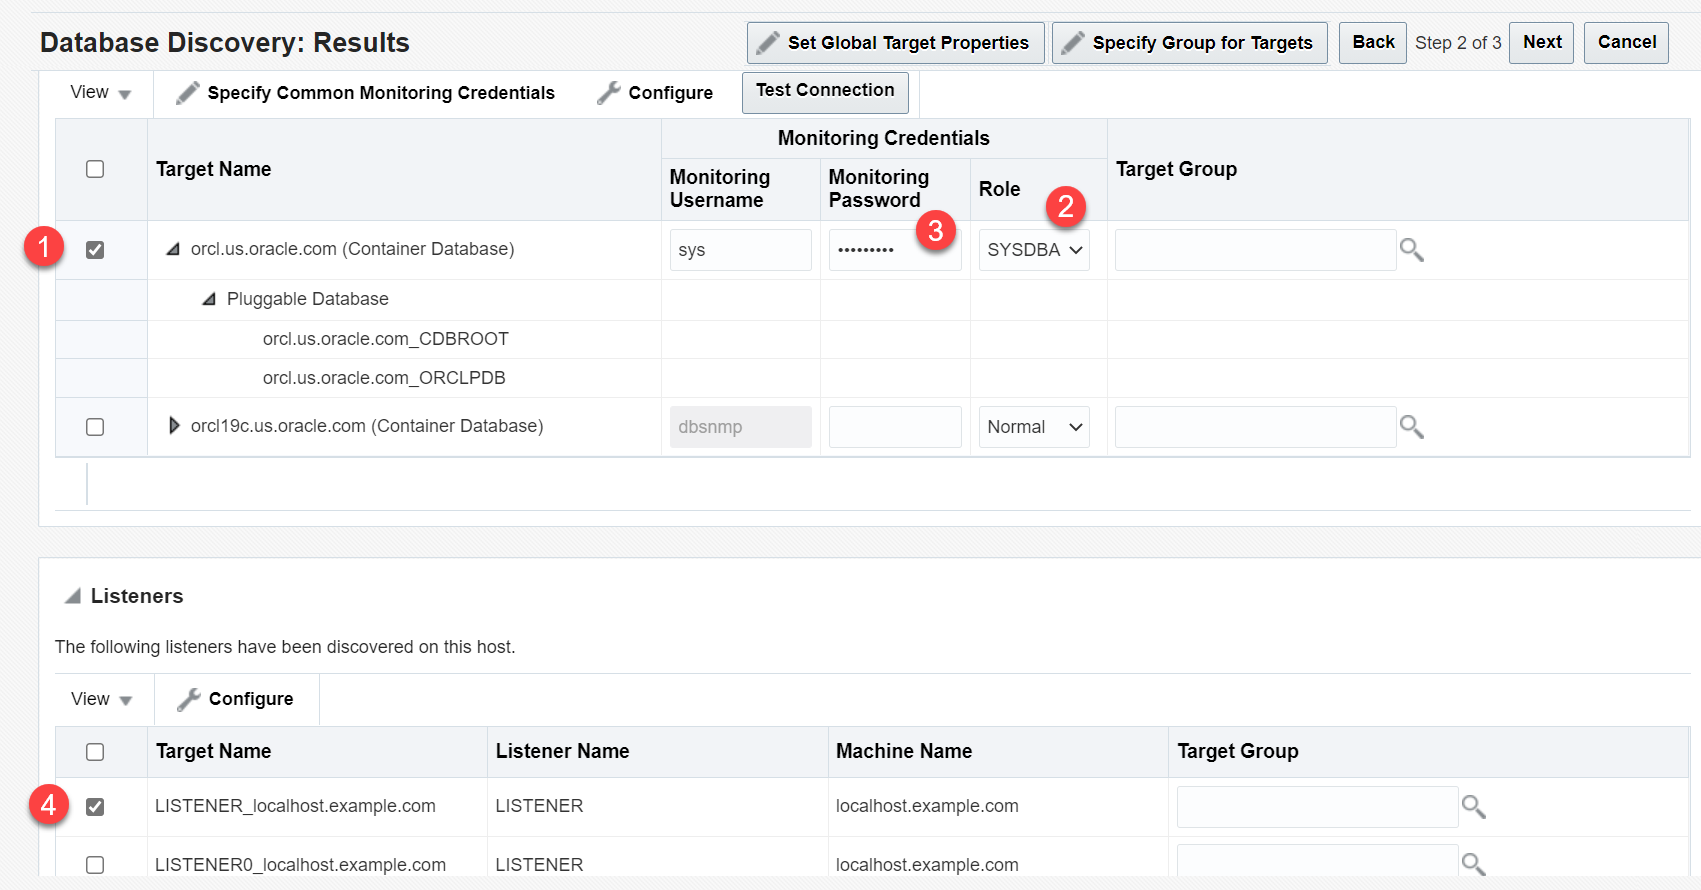 Database Discovery: Results
Set Global Target Properties
Specify Group for Targets
Back
Step 2 of 3
Next
Cancel
View
Specify Common Monitoring Credentials
Configure
Test Connection
Target Name
Monitoring Credentials
Monitoring Username
Monitoring Password
Role
Target Group
1
2
3
orcl.us.oracle.com (Container Database)
sys
•••••••••
SYSDBA
Pluggable Database
orcl.us.oracle.com_CDBROOT
orcl.us.oracle.com_ORCLPDB
orcl19c.us.oracle.com (Container Database)
dbsnmp
Normal
Listeners
The following listeners have been discovered on this host.
View
Configure
Target Name
Listener Name
Machine Name
Target Group
4
LISTENER_localhost.example.com
LISTENER
localhost.example.com
LISTENER0_localhost.example.com
LISTENER
localhost.example.com